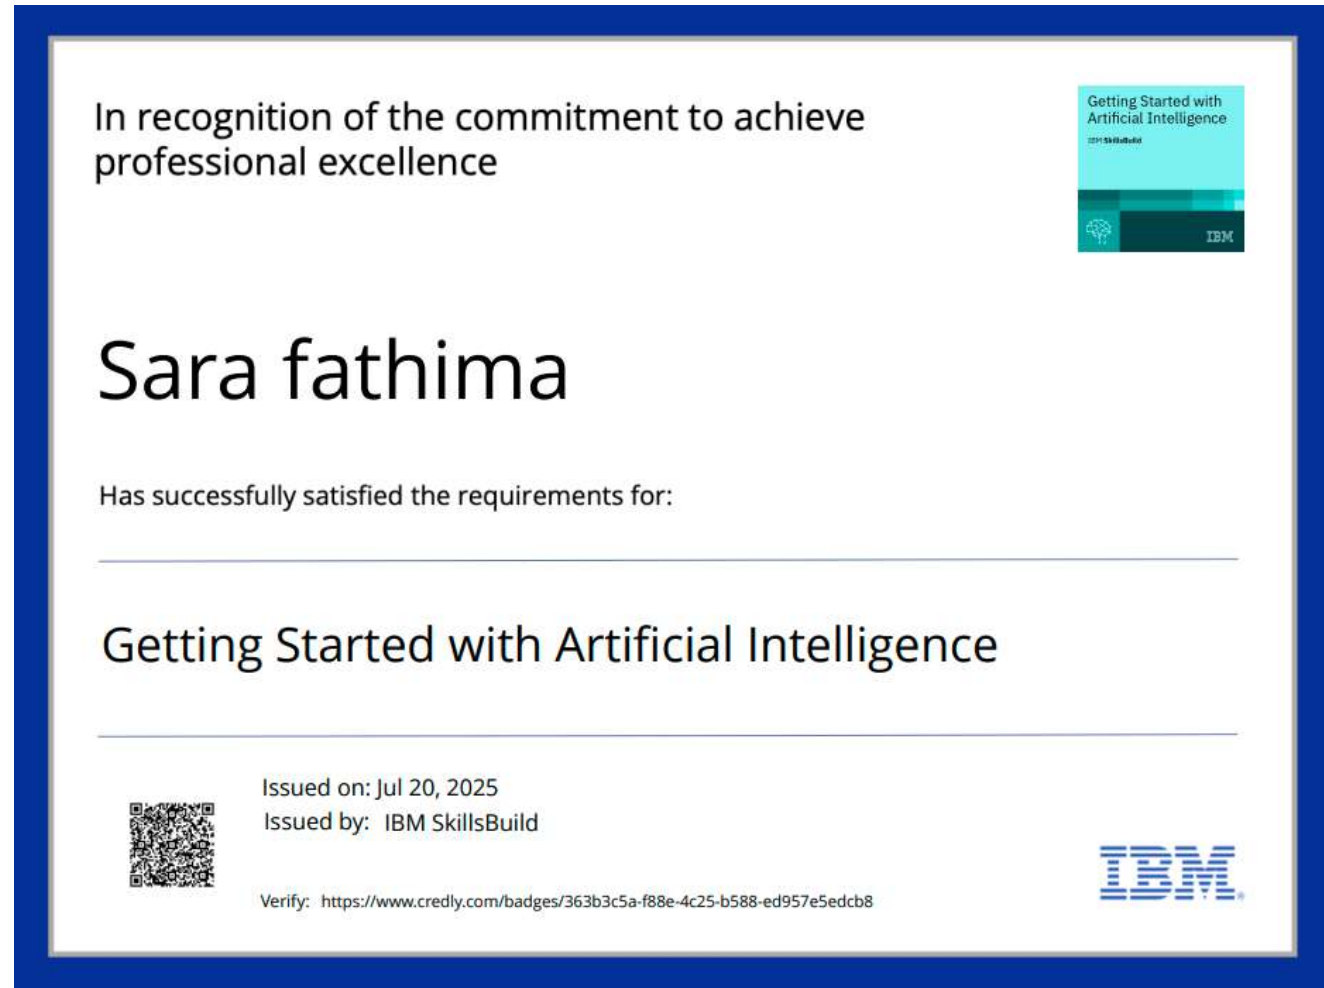 In recognition of the commitment to achieve
professional excellence
Getting Started with
Artificial Intelligence
IBM SkillsBuild
IBM
Sara fathima
Has successfully satisfied the requirements for:
Getting Started with Artificial Intelligence
Issued on: Jul 20, 2025
Issued by: IBM SkillsBuild
Verify: https://www.credly.com/badges/363b3c5a-f88e-4c25-b588-ed957e5edcb8
IBM®